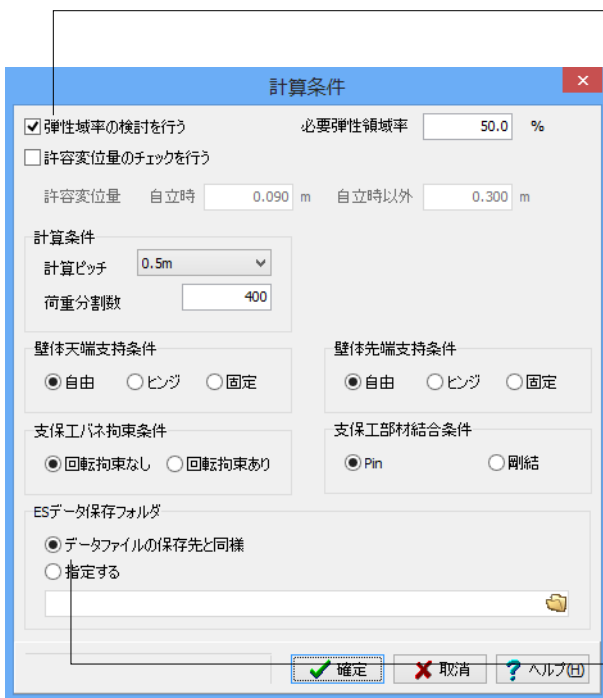 計算条件
弾性域率の検討を行う 必要弾性領域率 50.0 %
許容変位量のチェックを行う
許容変位量 自立時 0.090 m 自立時以外 0.300 m
計算条件
計算ピッチ 0.5m
荷重分割数 400
壁体天端支持条件 壁体先端支持条件
自由 ヒンジ 固定 自由 ヒンジ 固定
支保工バネ拘束条件 支保工部材結合条件
回転拘束なし 回転拘束あり Pin 剛結
ESデータ保存フォルダ
データファイルの保存先と同様
指定する
確定 取消 ヘルプ(H)